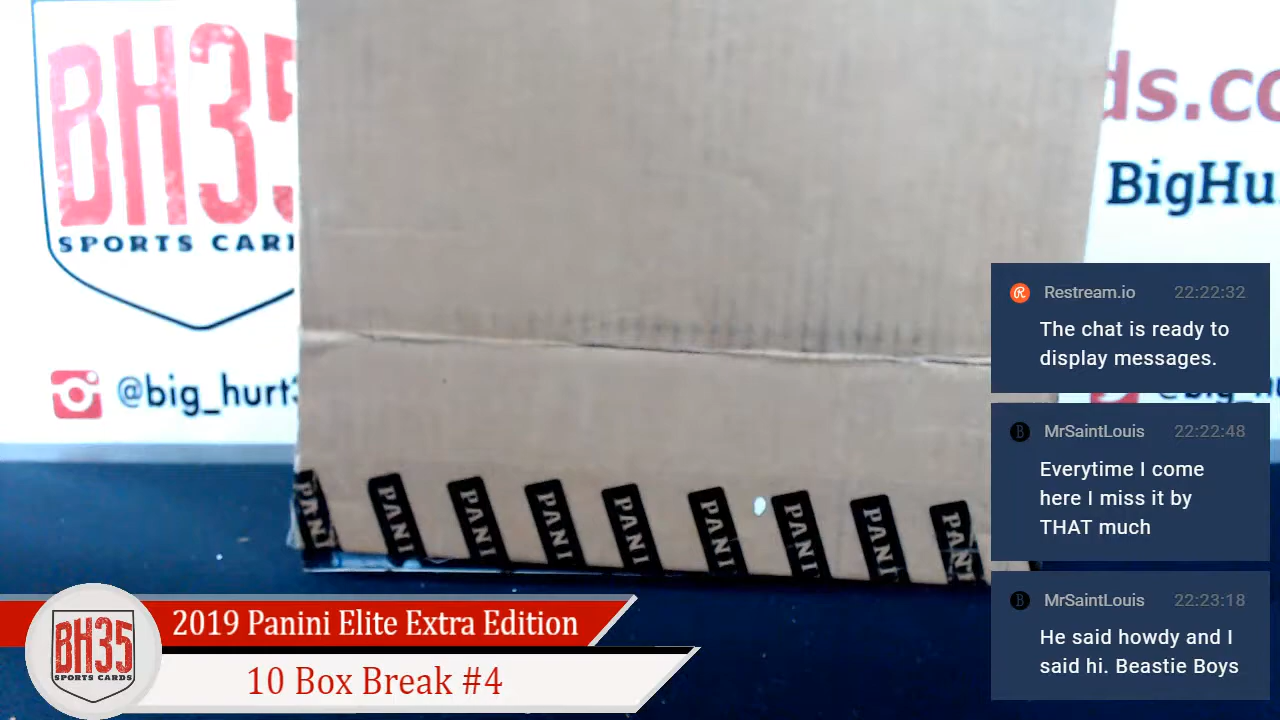 BH35
SPORTS CAR
@big_hurt3
ds.co
BigHu
PANI
PANI
PANI
PANI
PANI
PANI
PANI
PANI
PANI
Restream.io 22:22:32
The chat is ready to
display messages.
MrSaintLouis 22:22:48
Everytime I come
here I miss it by
THAT much
MrSaintLouis 22:23:18
He said howdy and I
said hi. Beastie Boys
BH35
SPORTS CARDS
2019 Panini Elite Extra Edition
10 Box Break #4